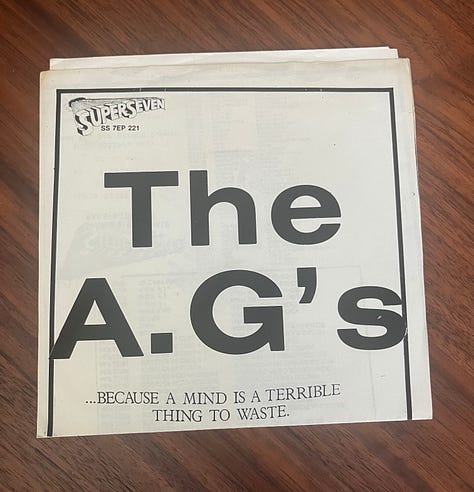 SUPERSEVEN
SS 7EP 221
The
A.G's
...BECAUSE A MIND IS A TERRIBLE
THING TO WASTE.